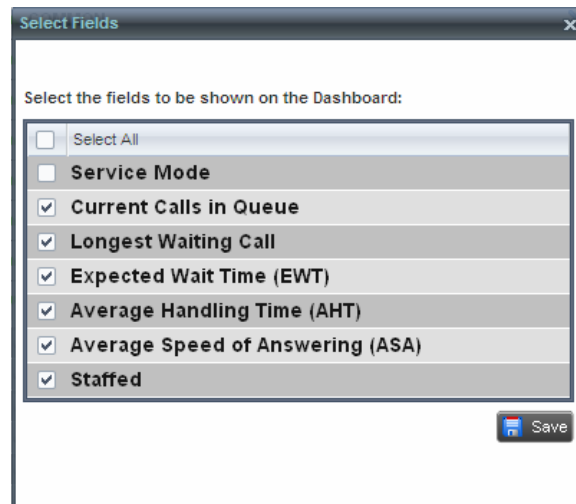 Select Fields
Select the fields to be shown on the Dashboard:
Select All
Service Mode
Current Calls in Queue
Longest Waiting Call
Expected Wait Time (EWT)
Average Handling Time (AHT)
Average Speed of Answering (ASA)
Staffed
Save